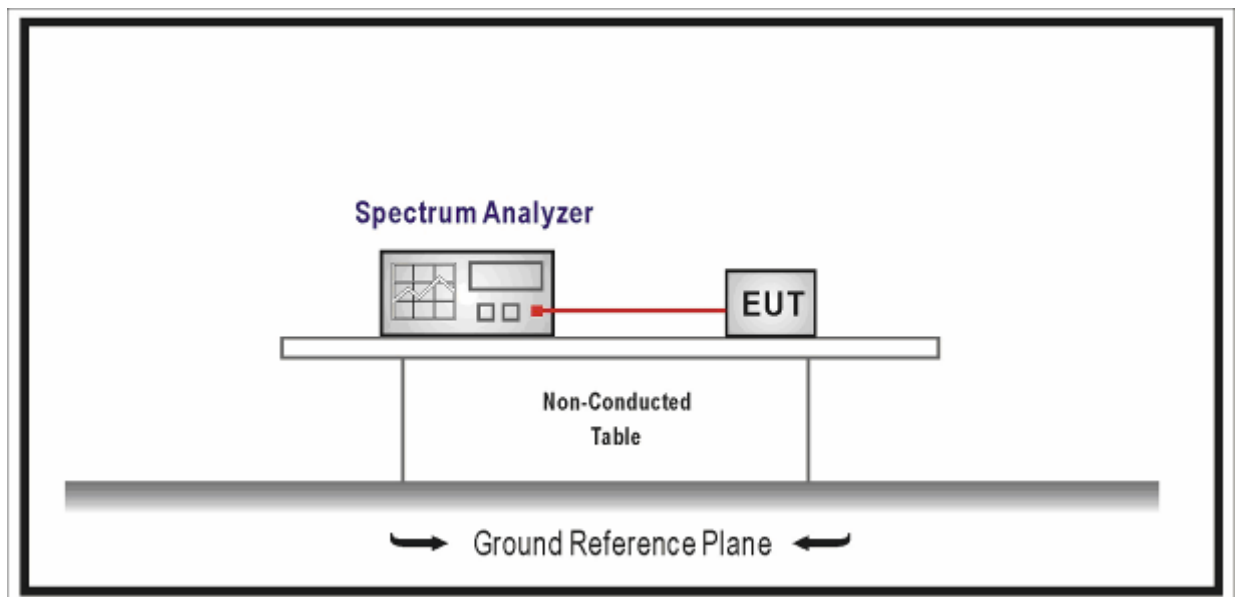 Spectrum Analyzer
EUT
Non-Conducted
Table
Ground Reference Plane